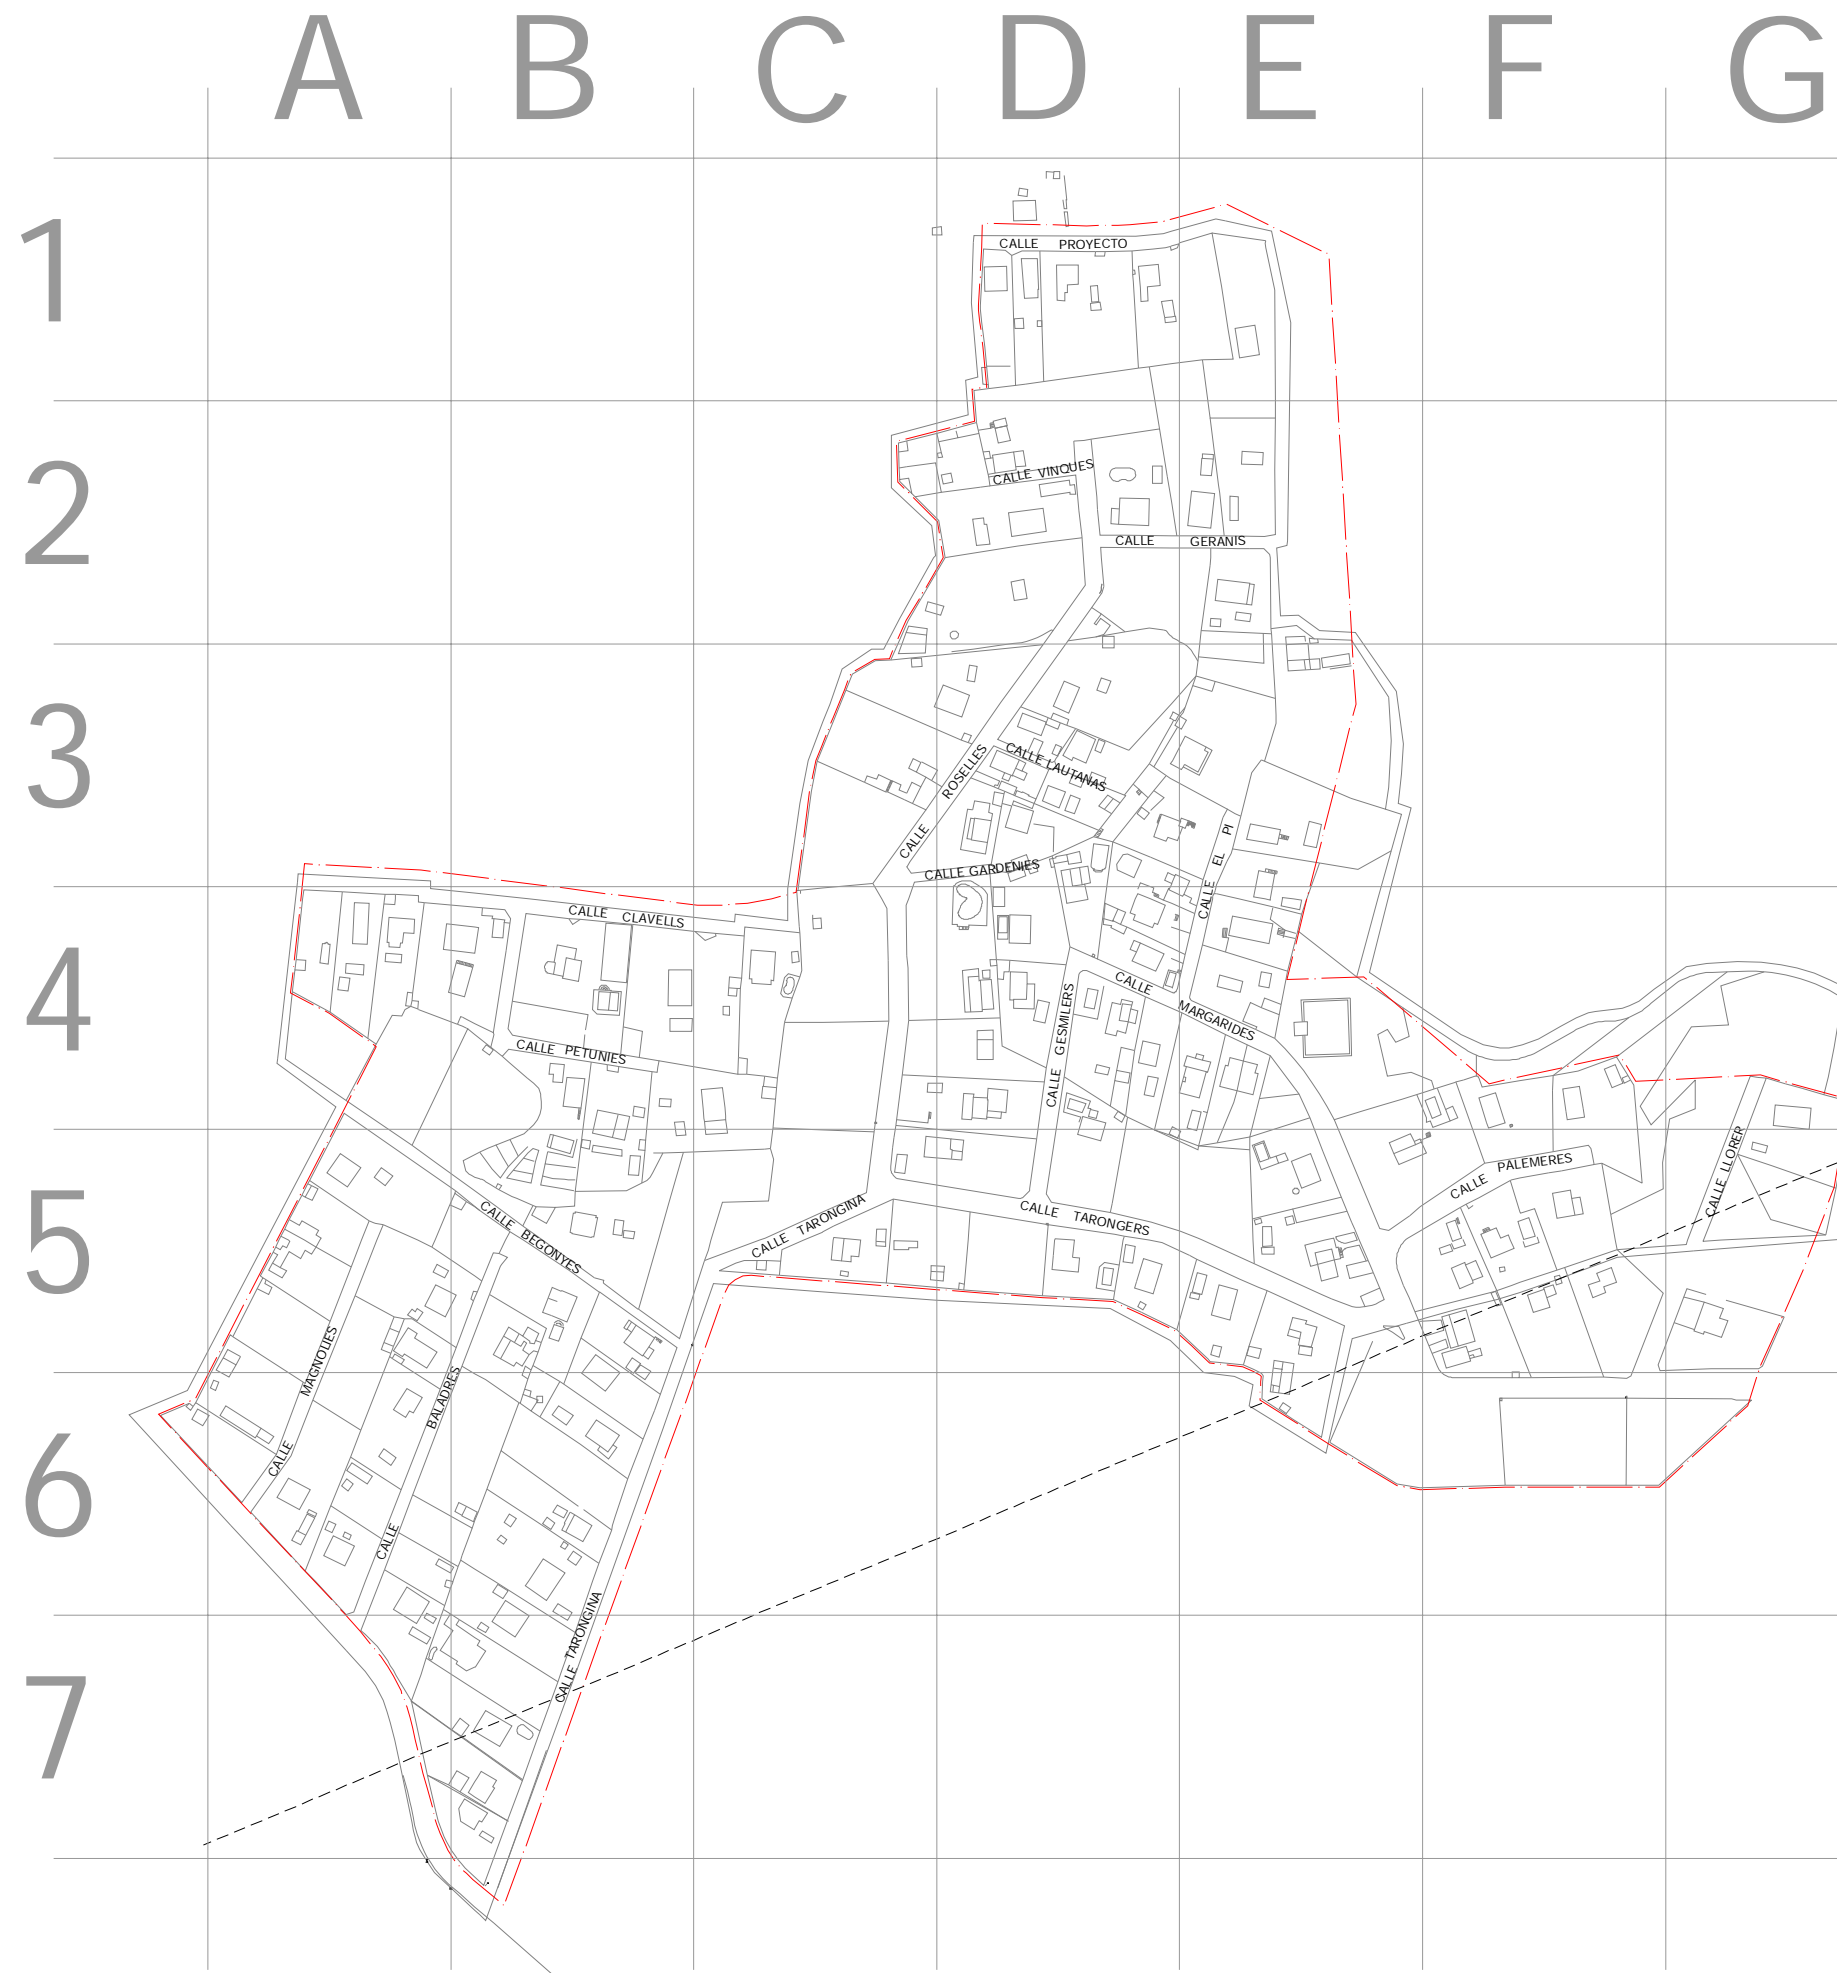 A B C D E F G
1
CALLE PROYECTO
2
CALLE VINQUES
CALLE GERANIS
3
CALLE ROSELLES
CALLE LAUTANAS
CALLE EL PI
CALLE GARDENIES
4
CALLE CLAVELLS
CALLE MARGARIDES
CALLE GESMILERS
CALLE PETUNIES
5
CALLE PALEMERES
CALLE LLORER
CALLE BEGONYES
CALLE TARONGINA
CALLE TARONGERS
CALLE MAGNOLIES
CALLE BALADRES
6
CALLE TARONGINA
7